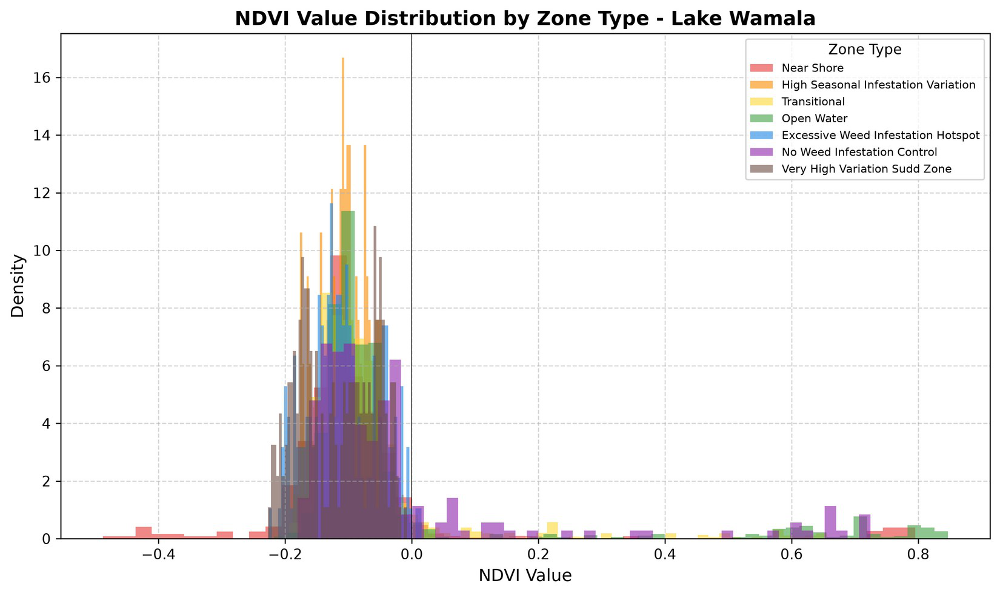 NDVI Value Distribution by Zone Type - Lake Wamala
Zone Type
Near Shore
High Seasonal Infestation Variation
Transitional
Open Water
Excessive Weed Infestation Hotspot
No Weed Infestation Control
Very High Variation Sudd Zone
Density
16
14
12
10
8
6
4
2
0
−0.4 −0.2 0.0 0.2 0.4 0.6 0.8
NDVI Value